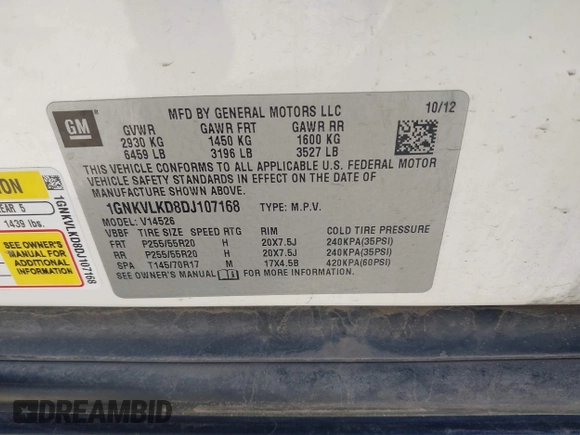 GM
MFD BY GENERAL MOTORS LLC 10/12
GVWR GAWR FRT GAWR RR
2930 KG 1450 KG 1600 KG
6459 LB 3196 LB 3527 LB
THIS VEHICLE CONFORMS TO ALL APPLICABLE U.S. FEDERAL MOTOR
VEHICLE SAFETY STANDARDS IN EFFECT ON THE DATE OF
MANUFACTURE SHOWN ABOVE.
1GNKVLKD8DJ107168 TYPE: M.P.V.
MODEL: V14526
VBBF TIRE SIZE SPEED RTG RIM COLD TIRE PRESSURE
FRT P255/55R20 H 20X7.5J 240KPA(35PSI)
RR P255/55R20 H 20X7.5J 240KPA(35PSI)
SPA T145/70R17 M 17X4.5B 420KPA(60PSI)
SEE OWNER'S MANUAL FOR MORE INFORMATION.
EAR 5
1439 lbs.
SEE OWNER'S
MANUAL FOR
ADDITIONAL
INFORMATION
1GNKVLKD8DJ107168
DREAMBID